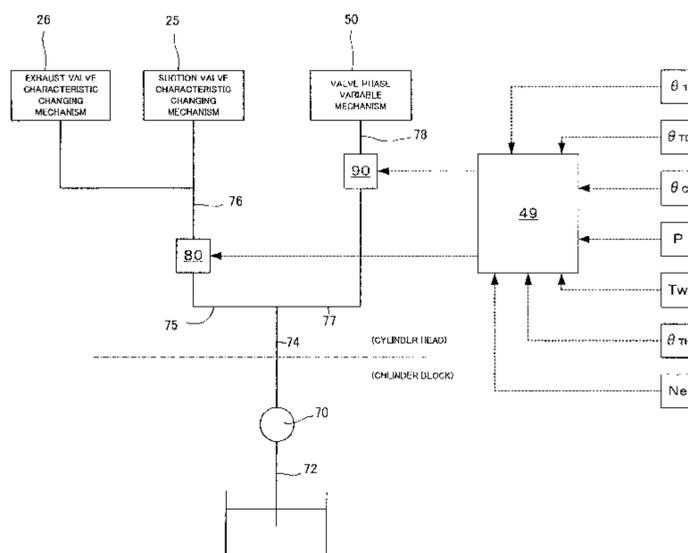 26
25
50
EXHAUST VALVE
CHARACTERISTIC
CHANGING
MECHANISM
SUCTION VALVE
CHARACTERISTIC
CHANGING
MECHANISM
VALVE PHASE
VARIABLE
MECHANISM
78
90
49
76
80
75
77
74
(CYLINDER HEAD)
(CHLINDER BLOCK)
70
72
P
Tw
Ne